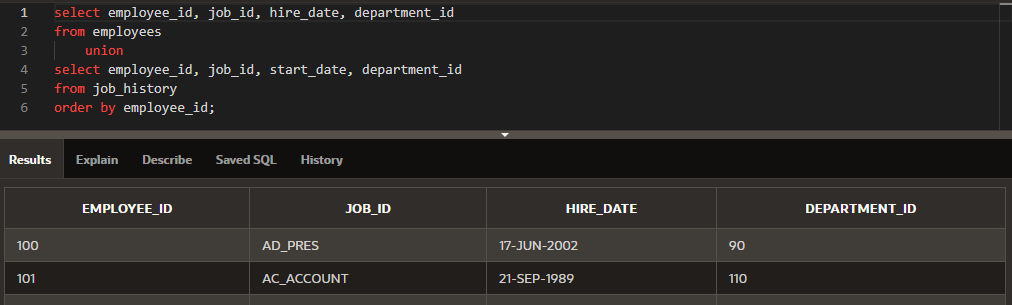 1 select employee_id, job_id, hire_date, department_id
2 from employees
3 union
4 select employee_id, job_id, start_date, department_id
5 from job_history
6 order by employee_id;
Results Explain Describe Saved SQL History
EMPLOYEE_ID JOB_ID HIRE_DATE DEPARTMENT_ID
100 AD_PRES 17-JUN-2002 90
101 AC_ACCOUNT 21-SEP-1989 110